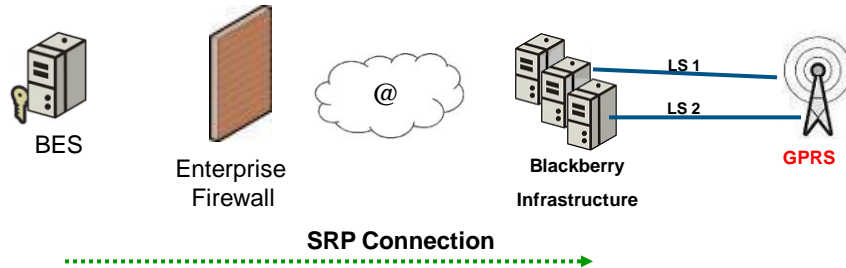 @
LS 1
LS 2
BES
Enterprise
Firewall
Blackberry
Infrastructure
GPRS
SRP Connection